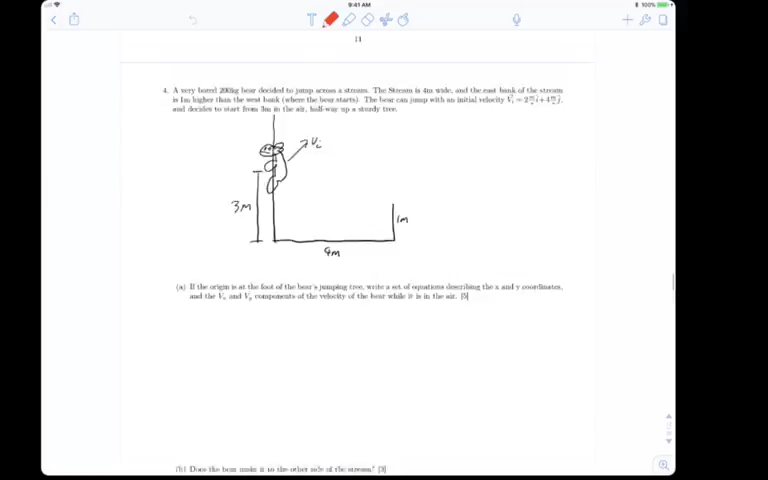 9:41 AM
100%
T
11
4. A very bored 200kg bear decided to jump across a stream. The Stream is 4m wide, and the east bank of the stream
is 1m higher than the west bank (where the bear starts). The bear can jump with an initial velocity V⃗ᵢ = 2 m/s î + 4 m/s ĵ,
and decides to start from 3m in the air, half-way up a sturdy tree.
Vi
3M
1m
4m
(a) If the origin is at the foot of the bear's jumping tree, write a set of equations describing the x and y coordinates,
and the Vₓ and Vᵧ components of the velocity of the bear while it is in the air. [5]
(b) Does the bear make it to the other side of the stream? [3]